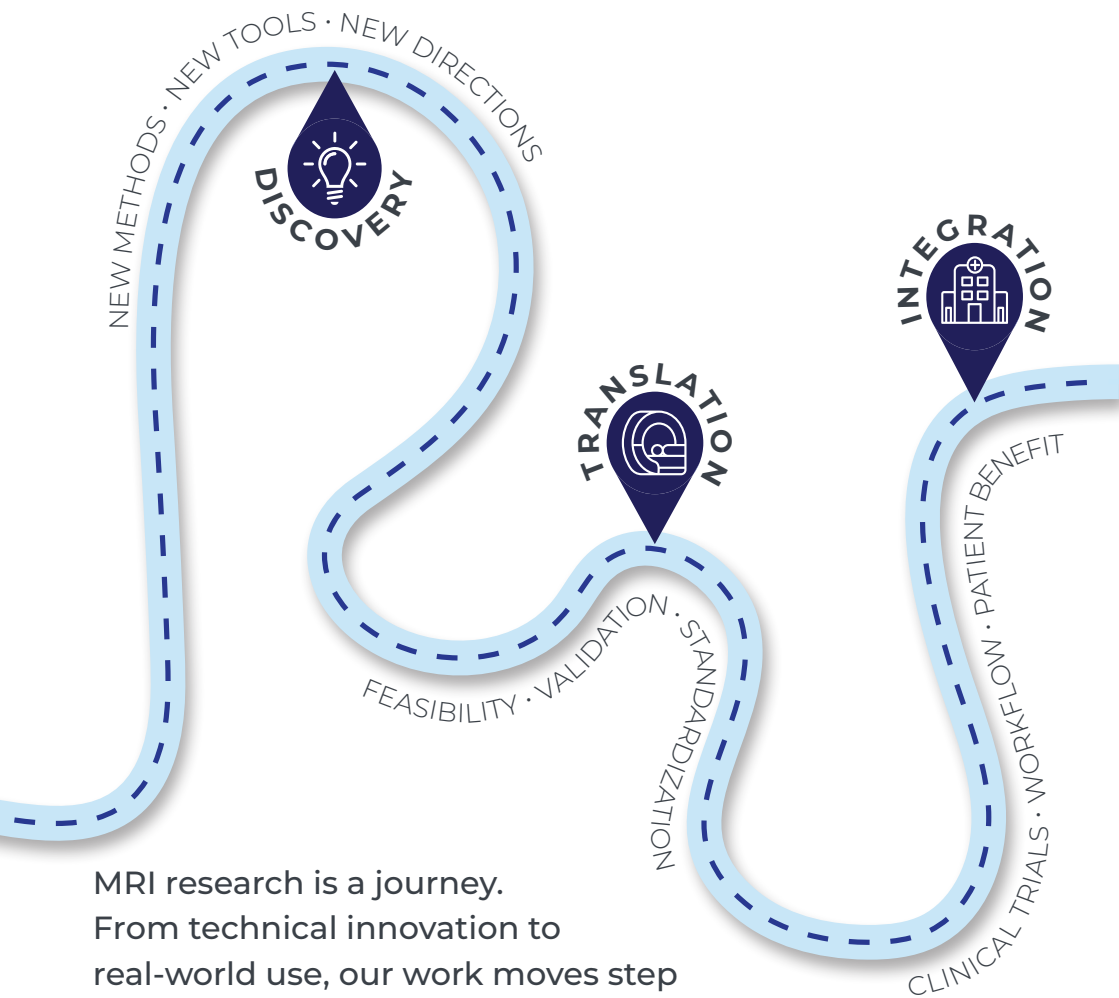 NEW METHODS · NEW TOOLS · NEW DIRECTIONS
DISCOVERY
TRANSLATION
FEASIBILITY · VALIDATION · STANDARDIZATION
INTEGRATION
CLINICAL TRIALS · WORKFLOW · PATIENT BENEFIT
MRI research is a journey.
From technical innovation to
real-world use, our work moves step